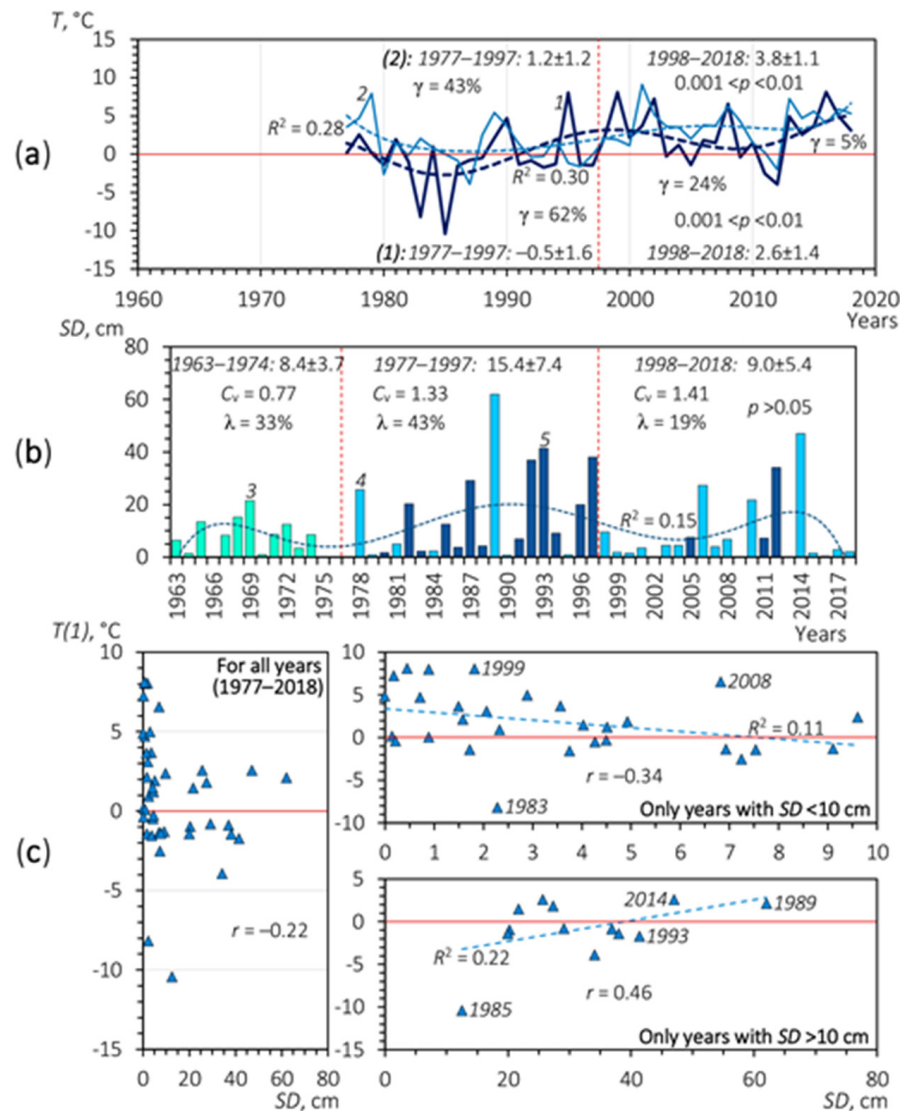 T, °C
(a)
15
10
5
0
-5
-10
-15
(2): 1977–1997: 1.2±1.2
1998–2018: 3.8±1.1
γ = 43%
0.001 <p <0.01
2
1
R² = 0.28
γ = 5%
R² = 0.30
γ = 24%
γ = 62%
0.001 <p <0.01
(1): 1977–1997: –0.5±1.6
1998–2018: 2.6±1.4
1960 1970 1980 1990 2000 2010 2020
Years
SD, cm
(b)
80
60
40
20
0
1963–1974: 8.4±3.7
1977–1997: 15.4±7.4
1998–2018: 9.0±5.4
Cv = 0.77
Cv = 1.33
Cv = 1.41
p >0.05
λ = 33%
λ = 43%
λ = 19%
3
4
5
R² = 0.15
1963 1966 1969 1972 1975 1978 1981 1984 1987 1990 1993 1996 1999 2002 2005 2008 2011 2014 2017
Years
T(1), °C
(c)
10
5
0
-5
-10
-15
For all years
(1977–2018)
r = –0.22
0 20 40 60 80
SD, cm
10
5
0
-5
-10
1999
2008
R² = 0.11
r = –0.34
1983
Only years with SD <10 cm
0 1 2 3 4 5 6 7 8 9 10
5
0
-5
-10
-15
2014
1989
1993
R² = 0.22
r = 0.46
1985
Only years with SD >10 cm
0 20 40 60 80
SD, cm